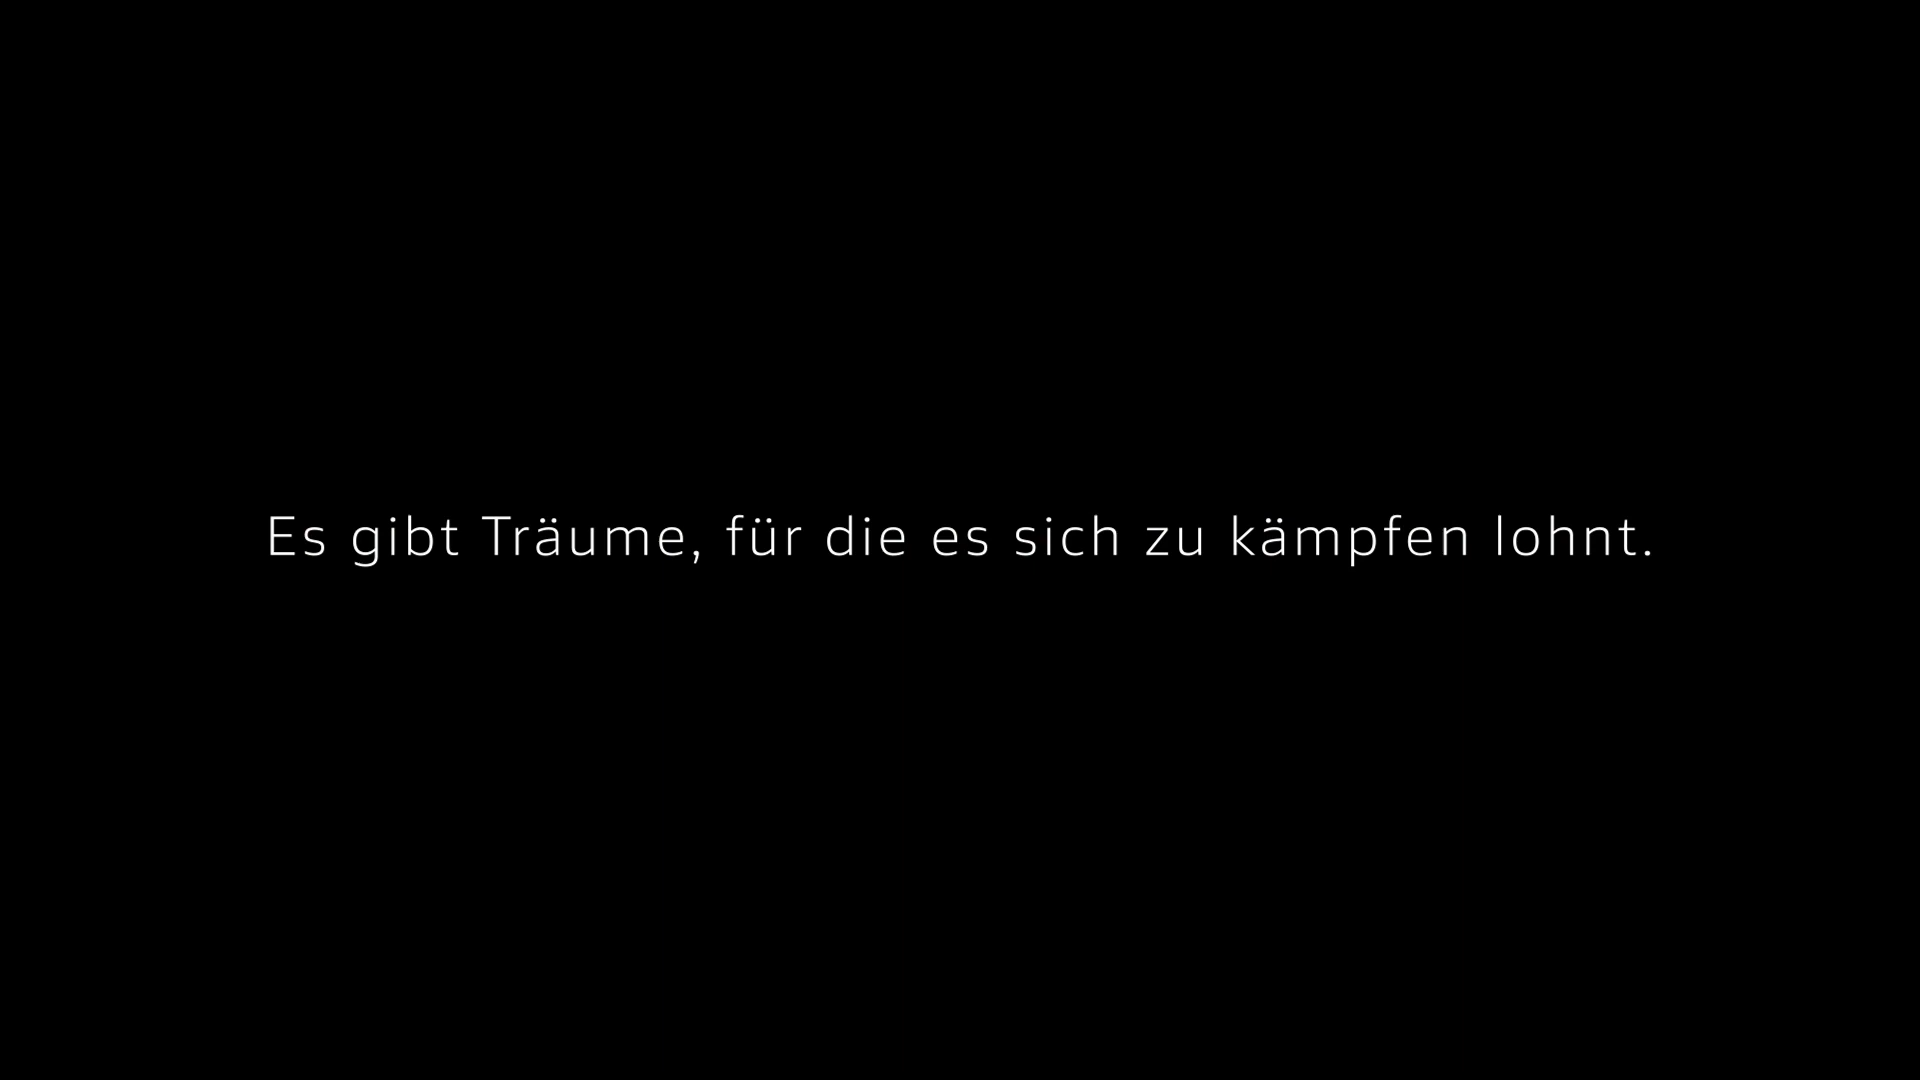 Es gibt Träume, für die es sich zu kämpfen lohnt.